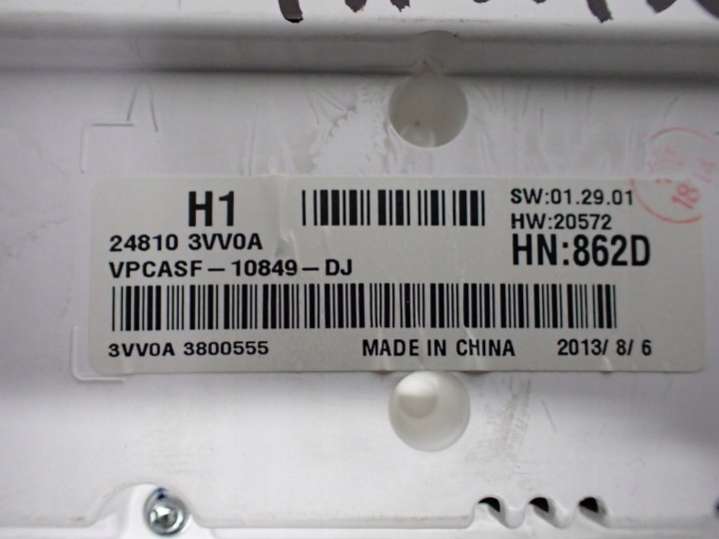 H1
SW:01.29.01
HW:20572
24810 3VV0A
HN:862D
VPCASF-10849-DJ
3VV0A 3800555 MADE IN CHINA 2013/ 8/ 6